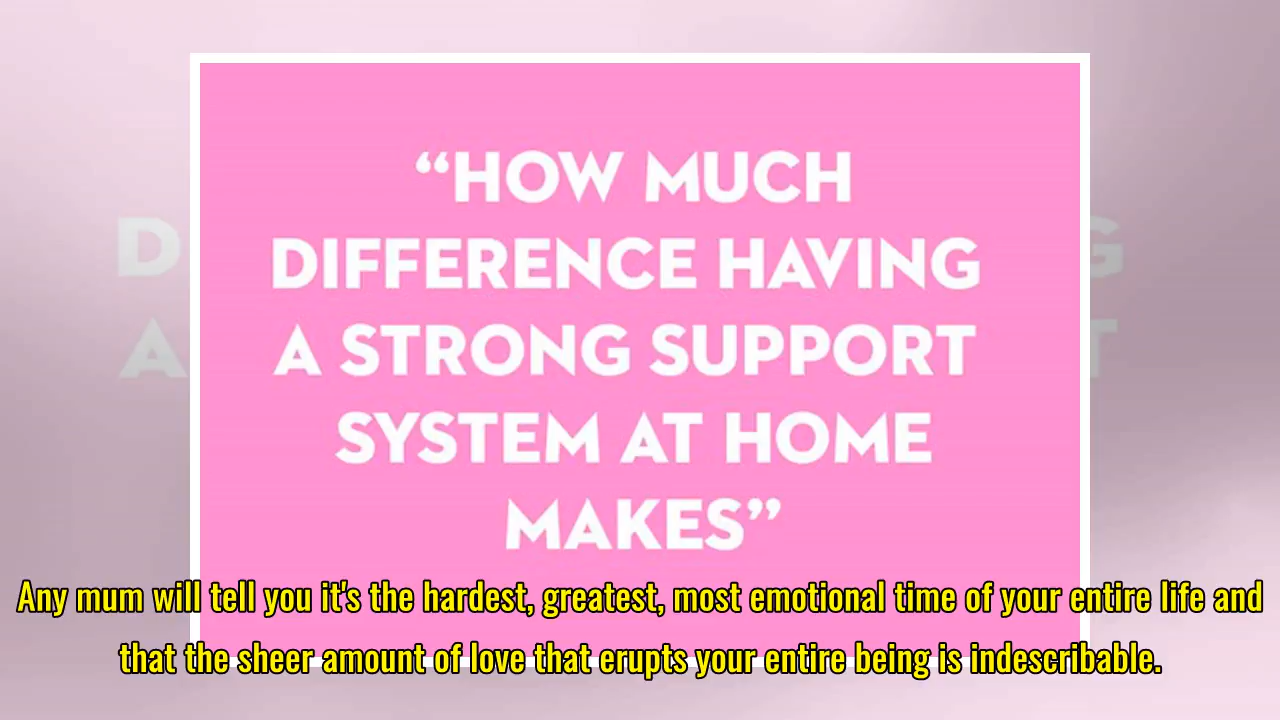 “HOW MUCH
DIFFERENCE HAVING
A STRONG SUPPORT
SYSTEM AT HOME
MAKES”
Any mum will tell you it's the hardest, greatest, most emotional time of your entire life and
that the sheer amount of love that erupts your entire being is indescribable.